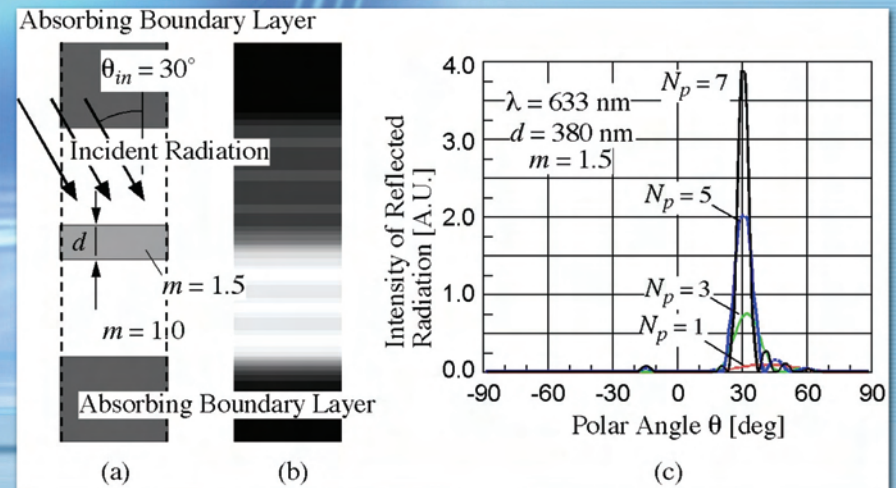 Absorbing Boundary Layer
θin = 30°
Incident Radiation
d
m = 1.5
m = 1.0
Absorbing Boundary Layer
(a)
(b)
Intensity of Reflected
Radiation [A.U.]
4.0
3.0
2.0
1.0
0.0
λ = 633 nm
d = 380 nm
m = 1.5
Np = 7
Np = 5
Np = 3
Np = 1
-90 -60 -30 0 30 60 90
Polar Angle θ [deg]
(c)